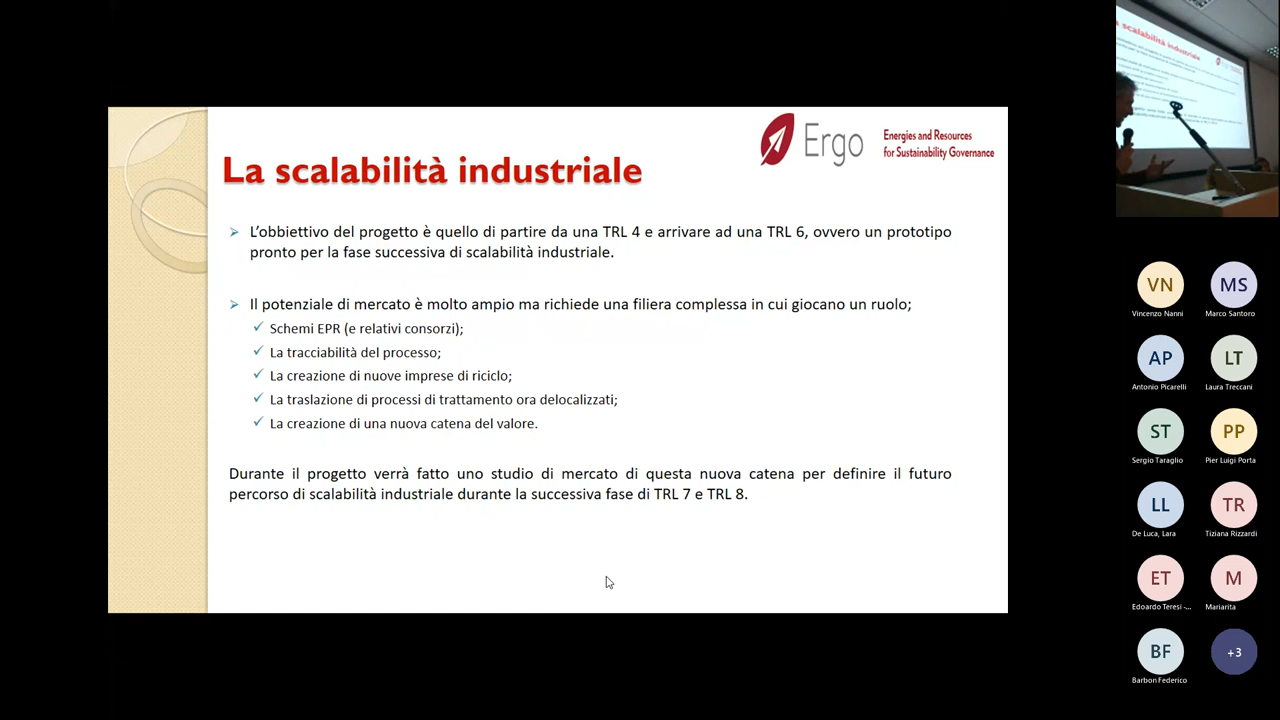 La scalabilità industriale
Ergo
Energies and Resources
for Sustainability Governance
L'obbiettivo del progetto è quello di partire da una TRL 4 e arrivare ad una TRL 6, ovvero un prototipo
pronto per la fase successiva di scalabilità industriale.
Il potenziale di mercato è molto ampio ma richiede una filiera complessa in cui giocano un ruolo;
Schemi EPR (e relativi consorzi);
La tracciabilità del processo;
La creazione di nuove imprese di riciclo;
La traslazione di processi di trattamento ora delocalizzati;
La creazione di una nuova catena del valore.
Durante il progetto verrà fatto uno studio di mercato di questa nuova catena per definire il futuro
percorso di scalabilità industriale durante la successiva fase di TRL 7 e TRL 8.
scalabilità industriale
Ergo
VN
MS
Vincenzo Nanni
Marco Santoro
AP
LT
Antonio Picarelli
Laura Treccani
ST
PP
Sergio Taraglio
Pier Luigi Porta
LL
TR
De Luca, Lara
Tiziana Rizzardi
ET
M
Edoardo Teresi -...
Mariarita
BF
+3
Barbon Federico